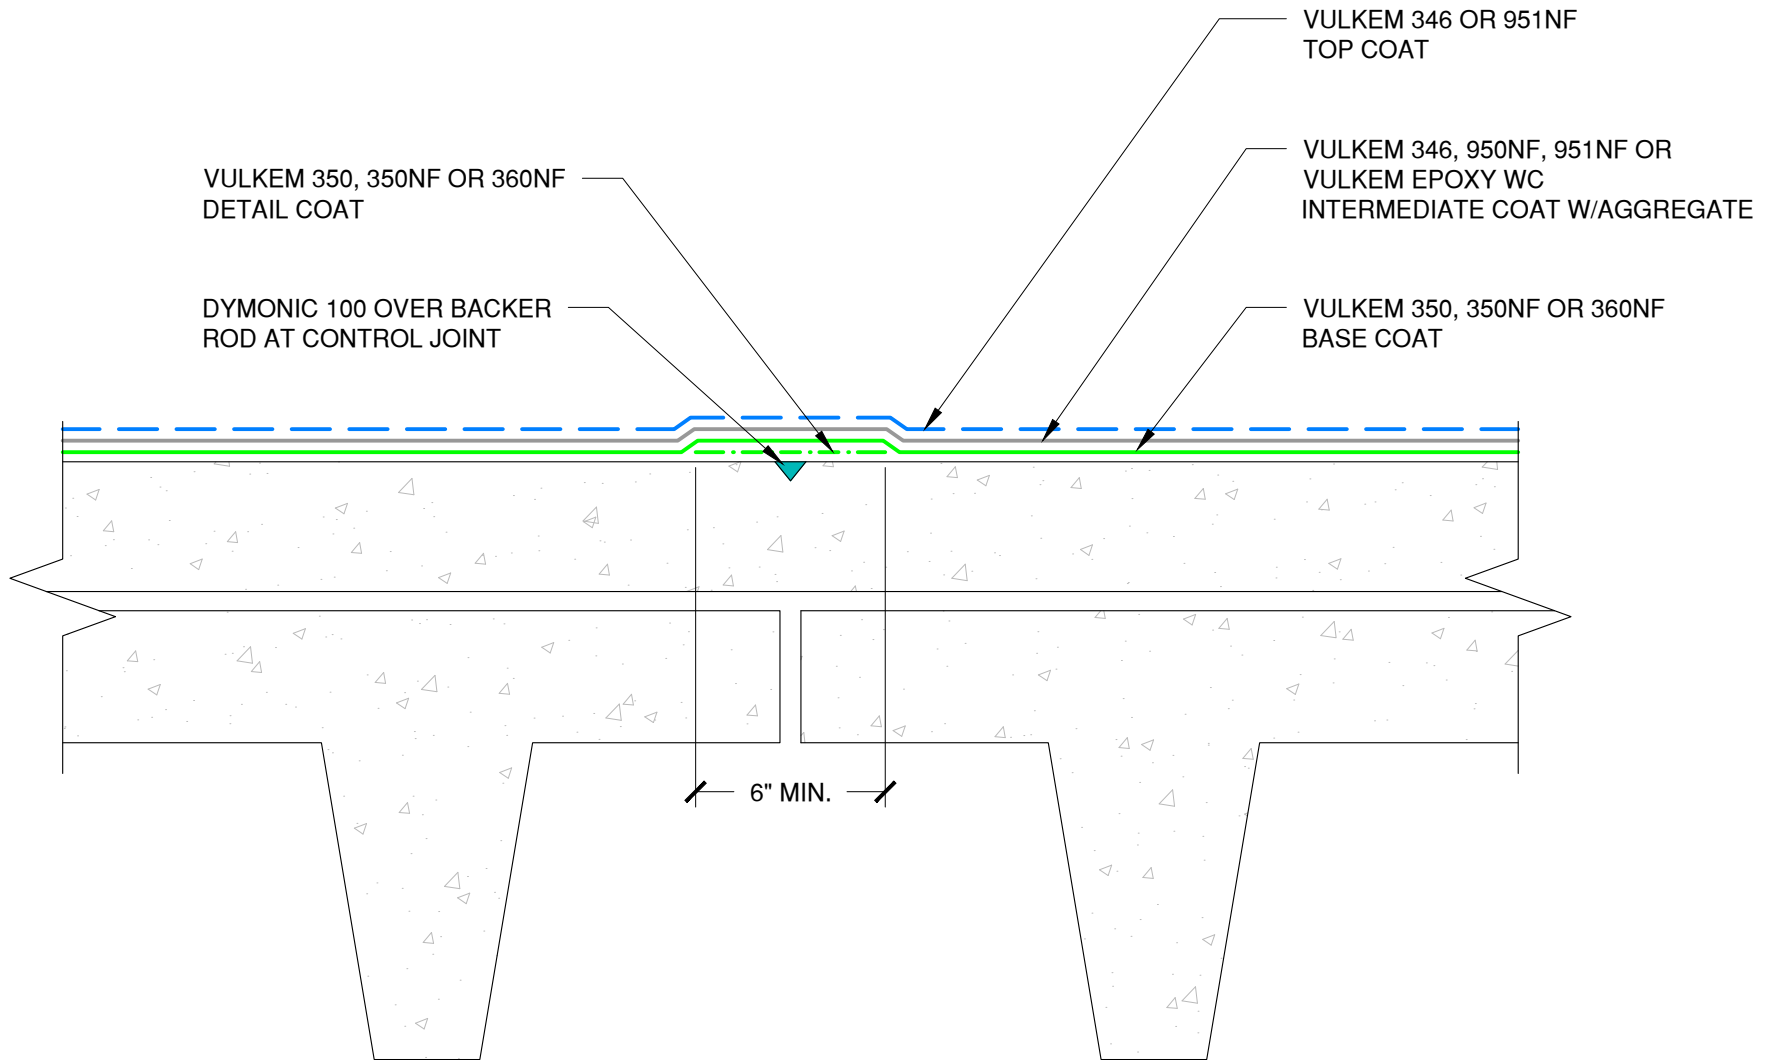 VULKEM 346 OR 951NF
TOP COAT
VULKEM 346, 950NF, 951NF OR
VULKEM EPOXY WC
INTERMEDIATE COAT W/AGGREGATE
VULKEM 350, 350NF OR 360NF
DETAIL COAT
DYMONIC 100 OVER BACKER
ROD AT CONTROL JOINT
VULKEM 350, 350NF OR 360NF
BASE COAT
6" MIN.